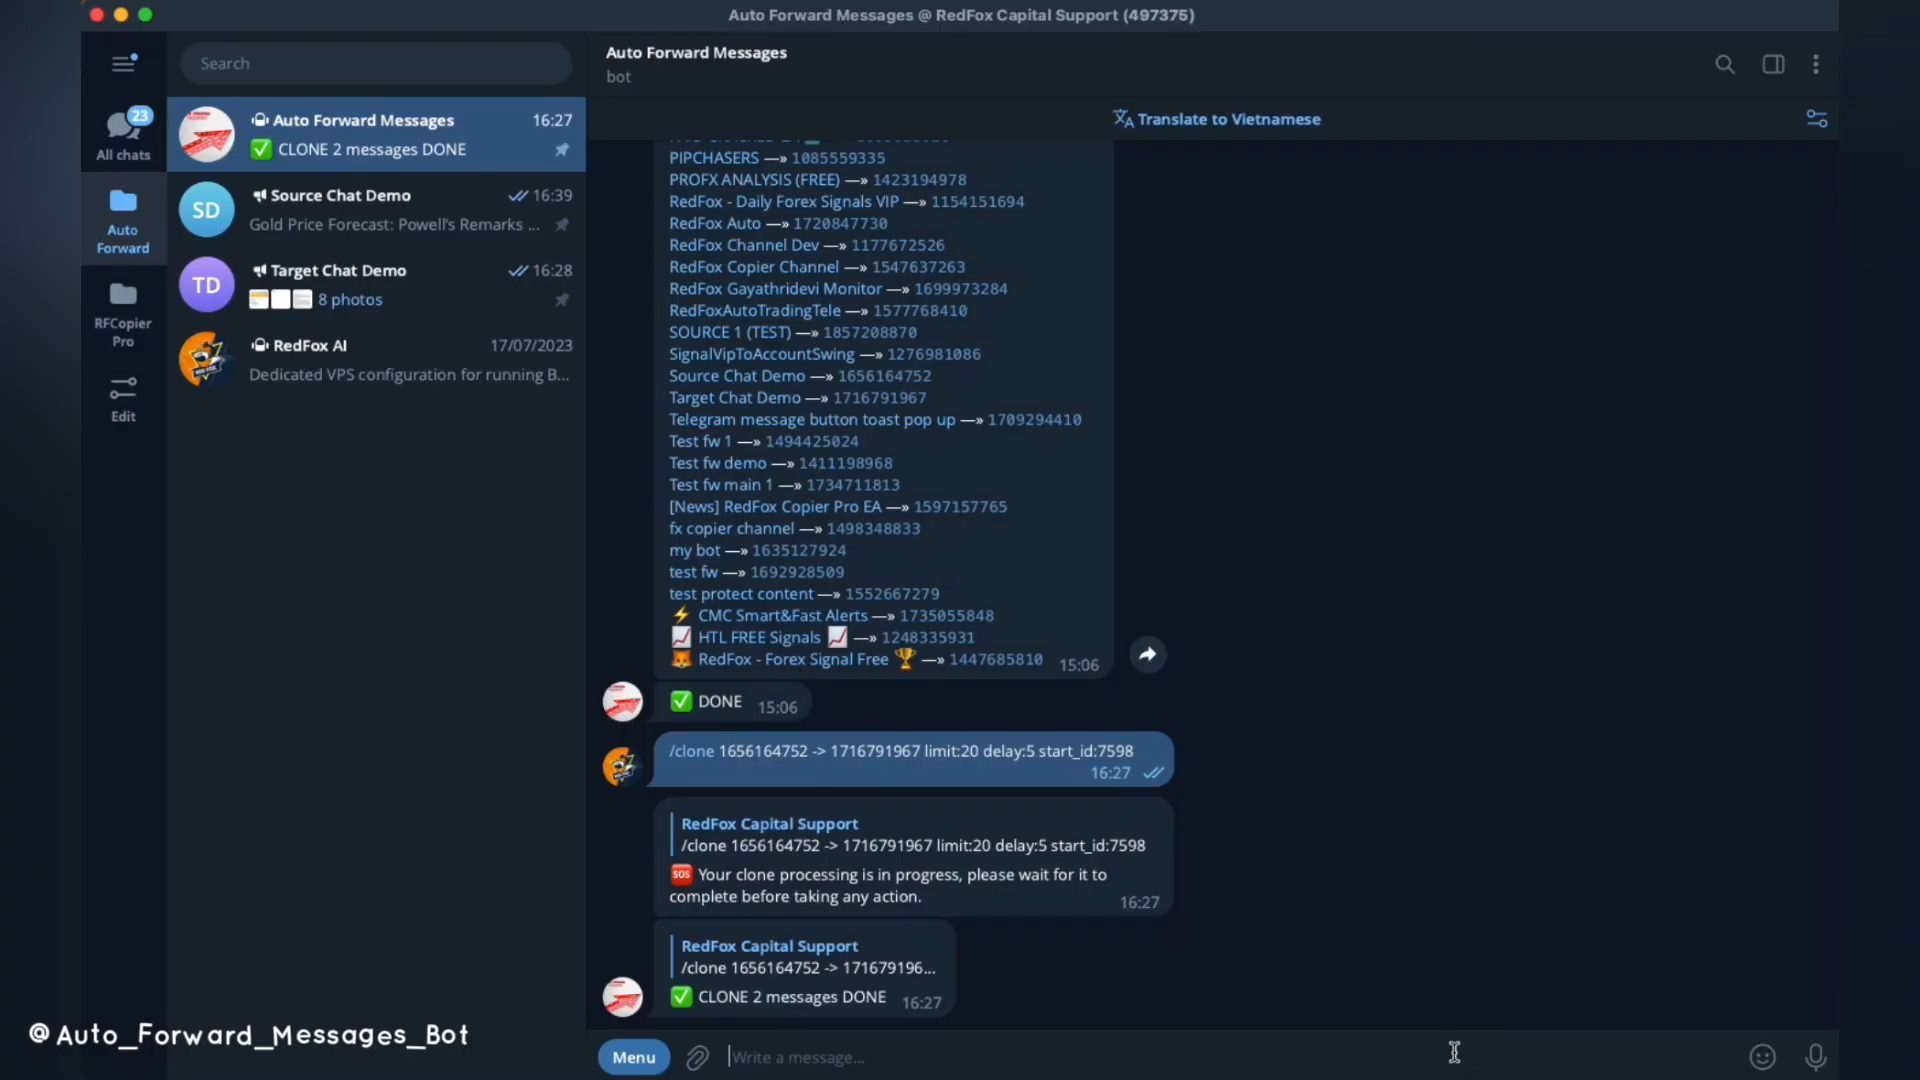 Auto Forward Messages @ RedFox Capital Support (497375)
Search
23
All chats
Auto
Forward
RFCopier
Pro
Edit
Auto Forward Messages 16:27
✅ CLONE 2 messages DONE
SD
Source Chat Demo 16:39
Gold Price Forecast: Powell's Remarks ...
TD
Target Chat Demo 16:28
8 photos
RedFox AI 17/07/2023
Dedicated VPS configuration for running B...
Auto Forward Messages
bot
Translate to Vietnamese
PIPCHASERS —» 1085559335
PROFX ANALYSIS (FREE) —» 1423194978
RedFox - Daily Forex Signals VIP —» 1154151694
RedFox Auto —» 1720847730
RedFox Channel Dev —» 1177672526
RedFox Copier Channel —» 1547637263
RedFox Gayathridevi Monitor —» 1699973284
RedFoxAutoTradingTele —» 1577768410
SOURCE 1 (TEST) —» 1857208870
SignalVipToAccountSwing —» 1276981086
Source Chat Demo —» 1656164752
Target Chat Demo —» 1716791967
Telegram message button toast pop up —» 1709294410
Test fw 1 —» 1494425024
Test fw demo —» 1411198968
Test fw main 1 —» 1734711813
[News] RedFox Copier Pro EA —» 1597157765
fx copier channel —» 1498348833
my bot —» 1635127924
test fw —» 1692928509
test protect content —» 1552667279
⚡ CMC Smart&Fast Alerts —» 1735055848
📈 HTL FREE Signals 📈 —» 1248335931
🦊 RedFox - Forex Signal Free 🏆 —» 1447685810 15:06
✅ DONE 15:06
/clone 1656164752 -> 1716791967 limit:20 delay:5 start_id:7598
16:27
RedFox Capital Support
/clone 1656164752 -> 1716791967 limit:20 delay:5 start_id:7598
🆘 Your clone processing is in progress, please wait for it to
complete before taking any action. 16:27
RedFox Capital Support
/clone 1656164752 -> 171679196...
✅ CLONE 2 messages DONE 16:27
Menu
Write a message...
@Auto_Forward_Messages_Bot